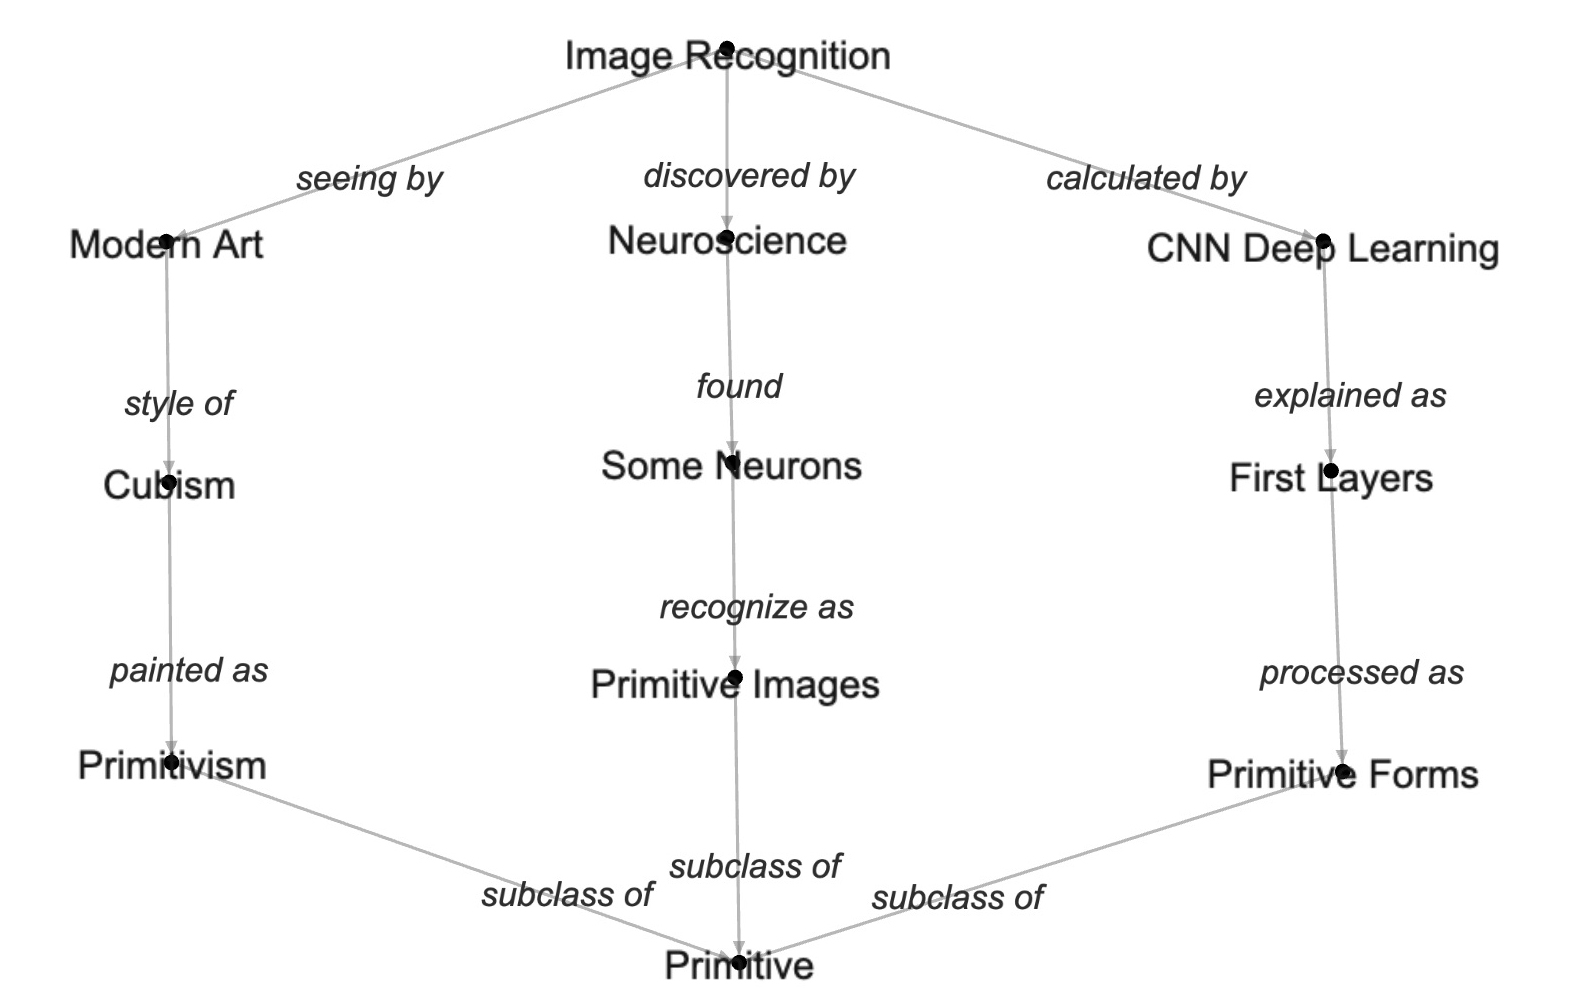 Image Recognition
seeing by
discovered by
calculated by
Modern Art
Neuroscience
CNN Deep Learning
style of
found
explained as
Cubism
Some Neurons
First Layers
painted as
recognize as
processed as
Primitivism
Primitive Images
Primitive Forms
subclass of
subclass of
subclass of
Primitive